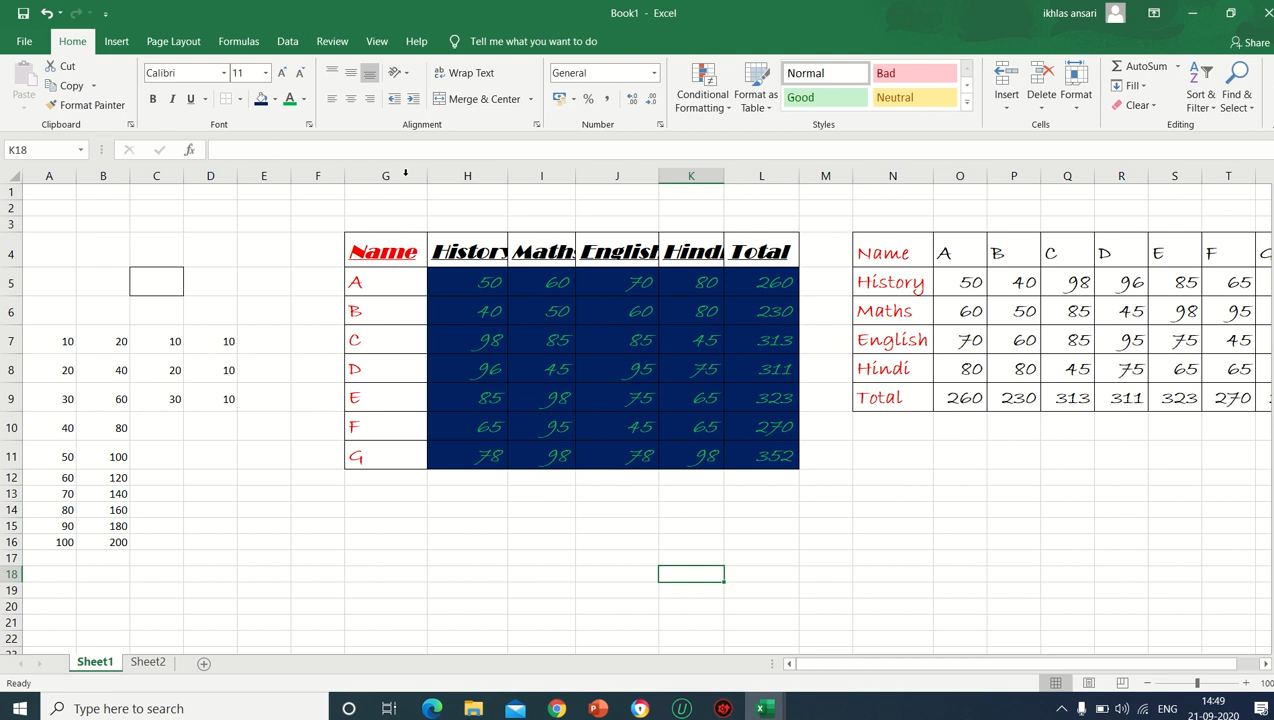 Book1 - Excel
ikhlas ansari
File Home Insert Page Layout Formulas Data Review View Help Tell me what you want to do Share
Paste Cut Copy Format Painter Clipboard
Calibri 11 B I U A Font
Wrap Text Merge & Center Alignment
General % , Number
Conditional Formatting Format as Table Normal Bad Good Neutral Styles
Insert Delete Format Cells
AutoSum Fill Clear Sort & Filter Find & Select Editing
K18 fx
A B C D E F G H I J K L M N O P Q R S T
1
2
3
4 Name History Maths English Hindi Total Name A B C D E F
5 A 50 60 70 80 260 History 50 40 98 96 85 65
6 B 40 50 60 80 230 Maths 60 50 85 45 98 95
7 10 20 10 10 C 98 85 85 45 313 English 70 60 85 95 75 45
8 20 40 20 10 D 96 45 95 75 311 Hindi 80 80 45 75 65 65
9 30 60 30 10 E 85 98 75 65 323 Total 260 230 313 311 323 270
10 40 80 F 65 95 45 65 270
11 50 100 G 78 98 78 98 352
12 60 120
13 70 140
14 80 160
15 90 180
16 100 200
17
18
19
20
21
22
Sheet1 Sheet2
Ready 100
Type here to search ENG 14:49
21-09-2020